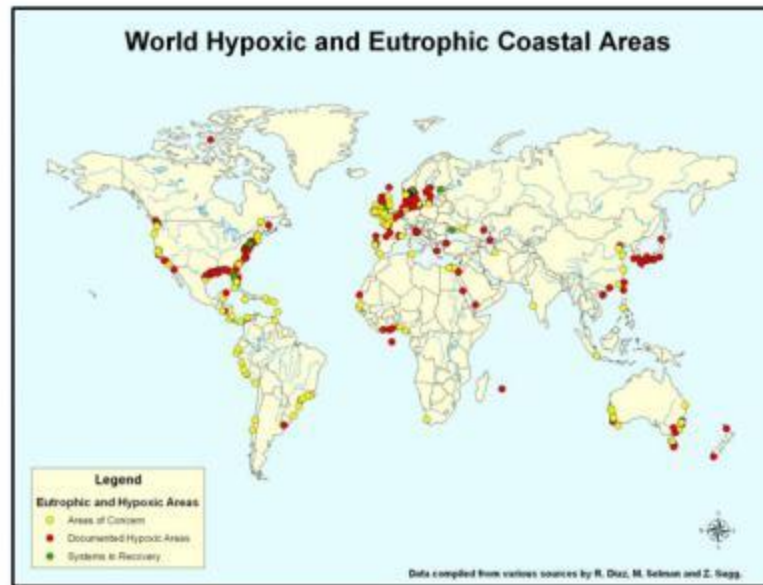 World Hypoxic and Eutrophic Coastal Areas
Legend
Eutrophic and Hypoxic Areas
Areas of Concern
Documented Hypoxic Areas
Systems in Recovery
Data compiled from various sources by R. Diaz, M. Selman and Z. Sugg.